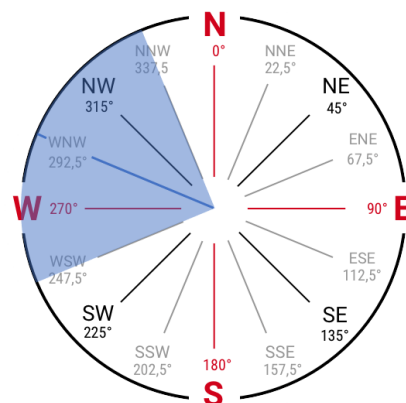 N
0°
NNE
22,5°
NE
45°
ENE
67,5°
E
90°
ESE
112,5°
SE
135°
SSE
157,5°
S
180°
SSW
202,5°
SW
225°
WSW
247,5°
W
270°
WNW
292,5°
NW
315°
NNW
337,5